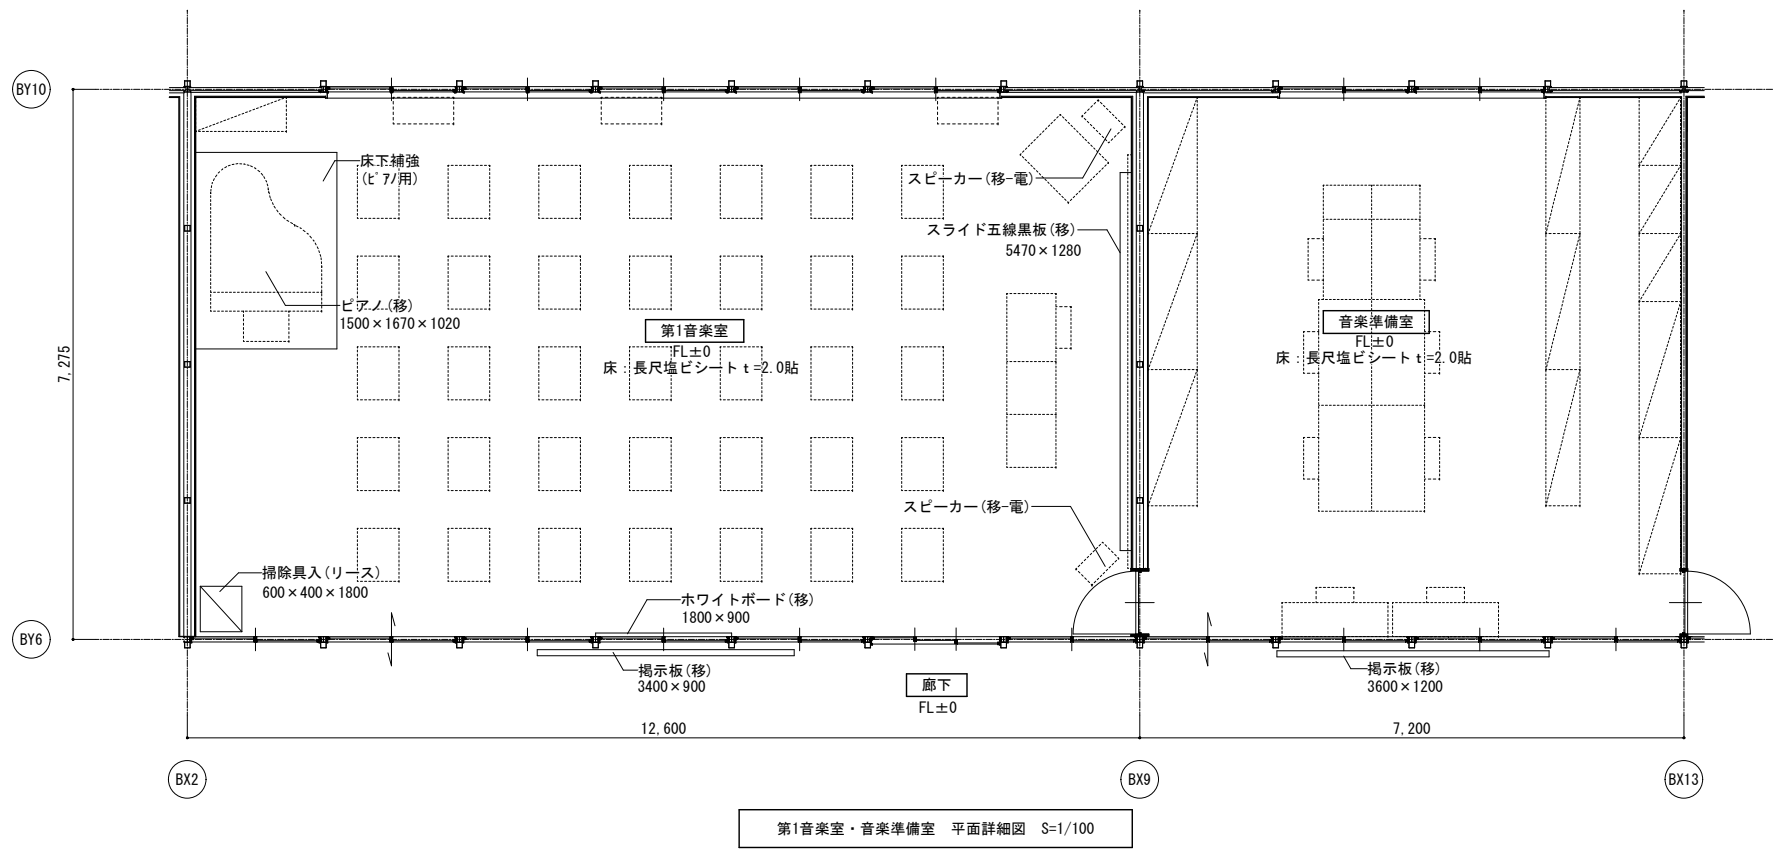 BY10
床下補強
(ピアノ用)
スピーカー(移-電)
スライド五線黒板(移)
5470×1280
ピアノ(移)
1500×1670×1020
第1音楽室
FL±0
床：長尺塩ビシート t=2.0貼
音楽準備室
FL±0
床：長尺塩ビシート t=2.0貼
7,275
スピーカー(移-電)
掃除具入(リース)
600×400×1800
ホワイトボード(移)
1800×900
BY6
掲示板(移)
3400×900
廊下
FL±0
掲示板(移)
3600×1200
12,600
7,200
BX2
BX9
BX13
第1音楽室・音楽準備室　平面詳細図　S=1/100